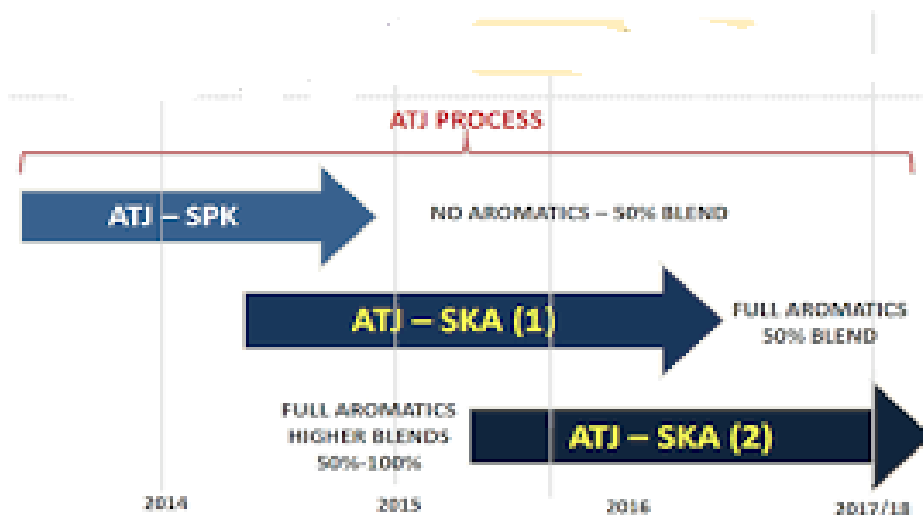 ATJ PROCESS
ATJ – SPK
NO AROMATICS – 50% BLEND
ATJ – SKA (1)
FULL AROMATICS
50% BLEND
FULL AROMATICS
HIGHER BLENDS
50%-100%
ATJ – SKA (2)
2014
2015
2016
2017/18